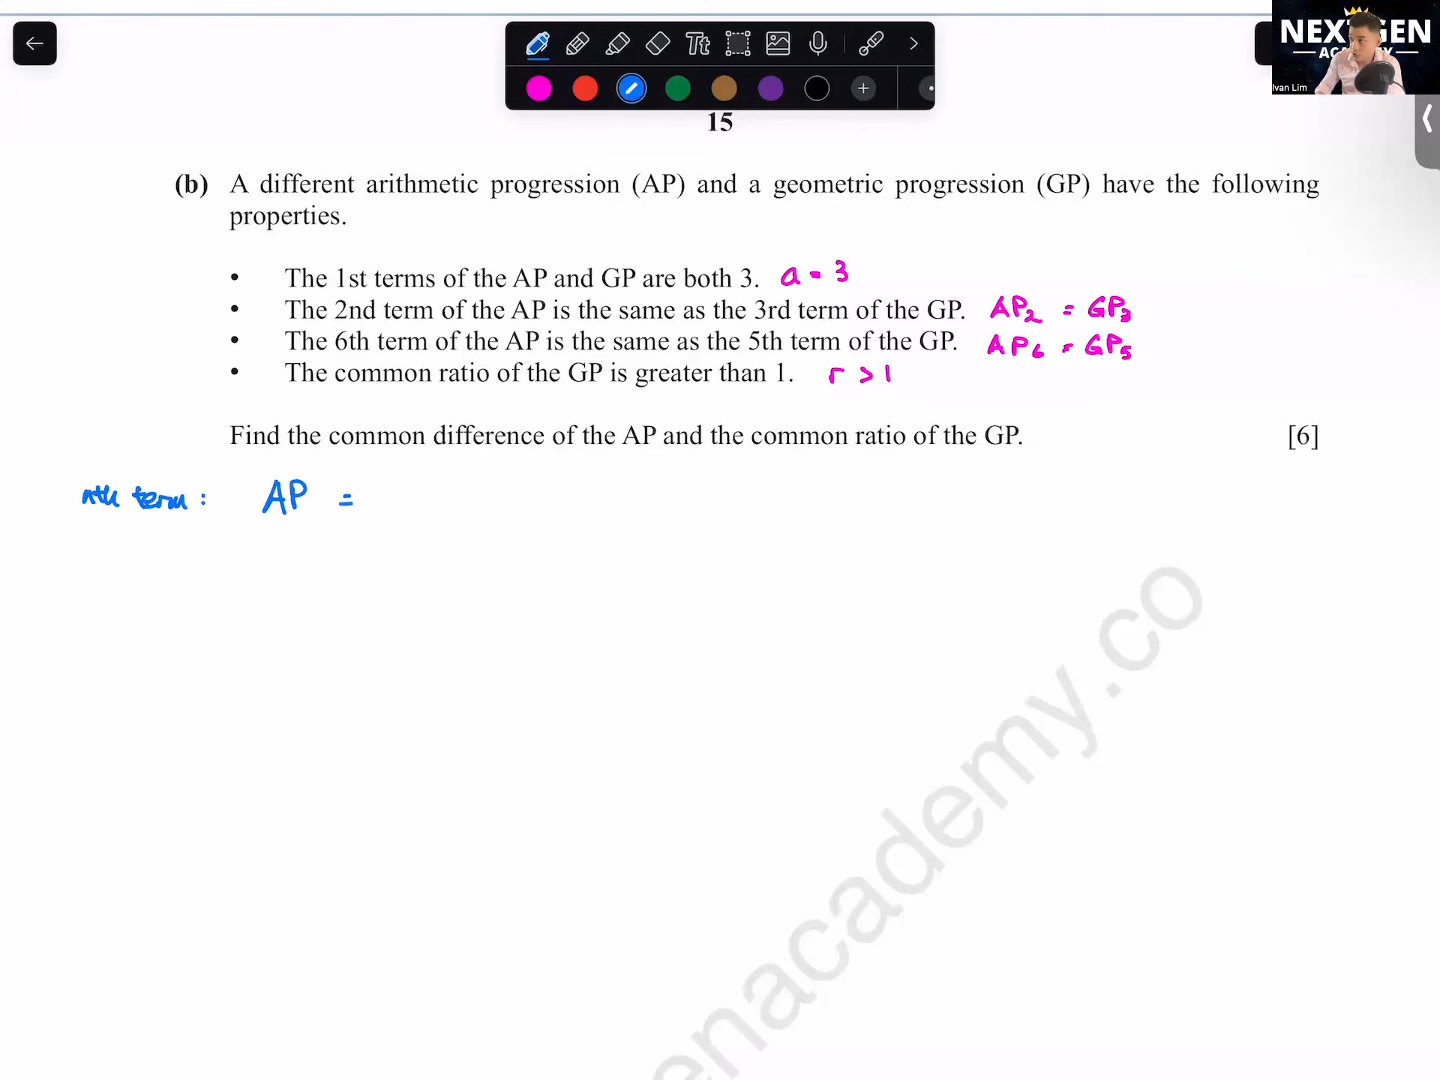 NEXTGEN
ACADEMY
Ivan Lim
Tt
15
(b) A different arithmetic progression (AP) and a geometric progression (GP) have the following
properties.
• The 1st terms of the AP and GP are both 3. a = 3
• The 2nd term of the AP is the same as the 3rd term of the GP. AP2 = GP3
• The 6th term of the AP is the same as the 5th term of the GP. AP6 = GP5
• The common ratio of the GP is greater than 1. r > 1
Find the common difference of the AP and the common ratio of the GP. [6]
nth term : AP =
enacademy.co